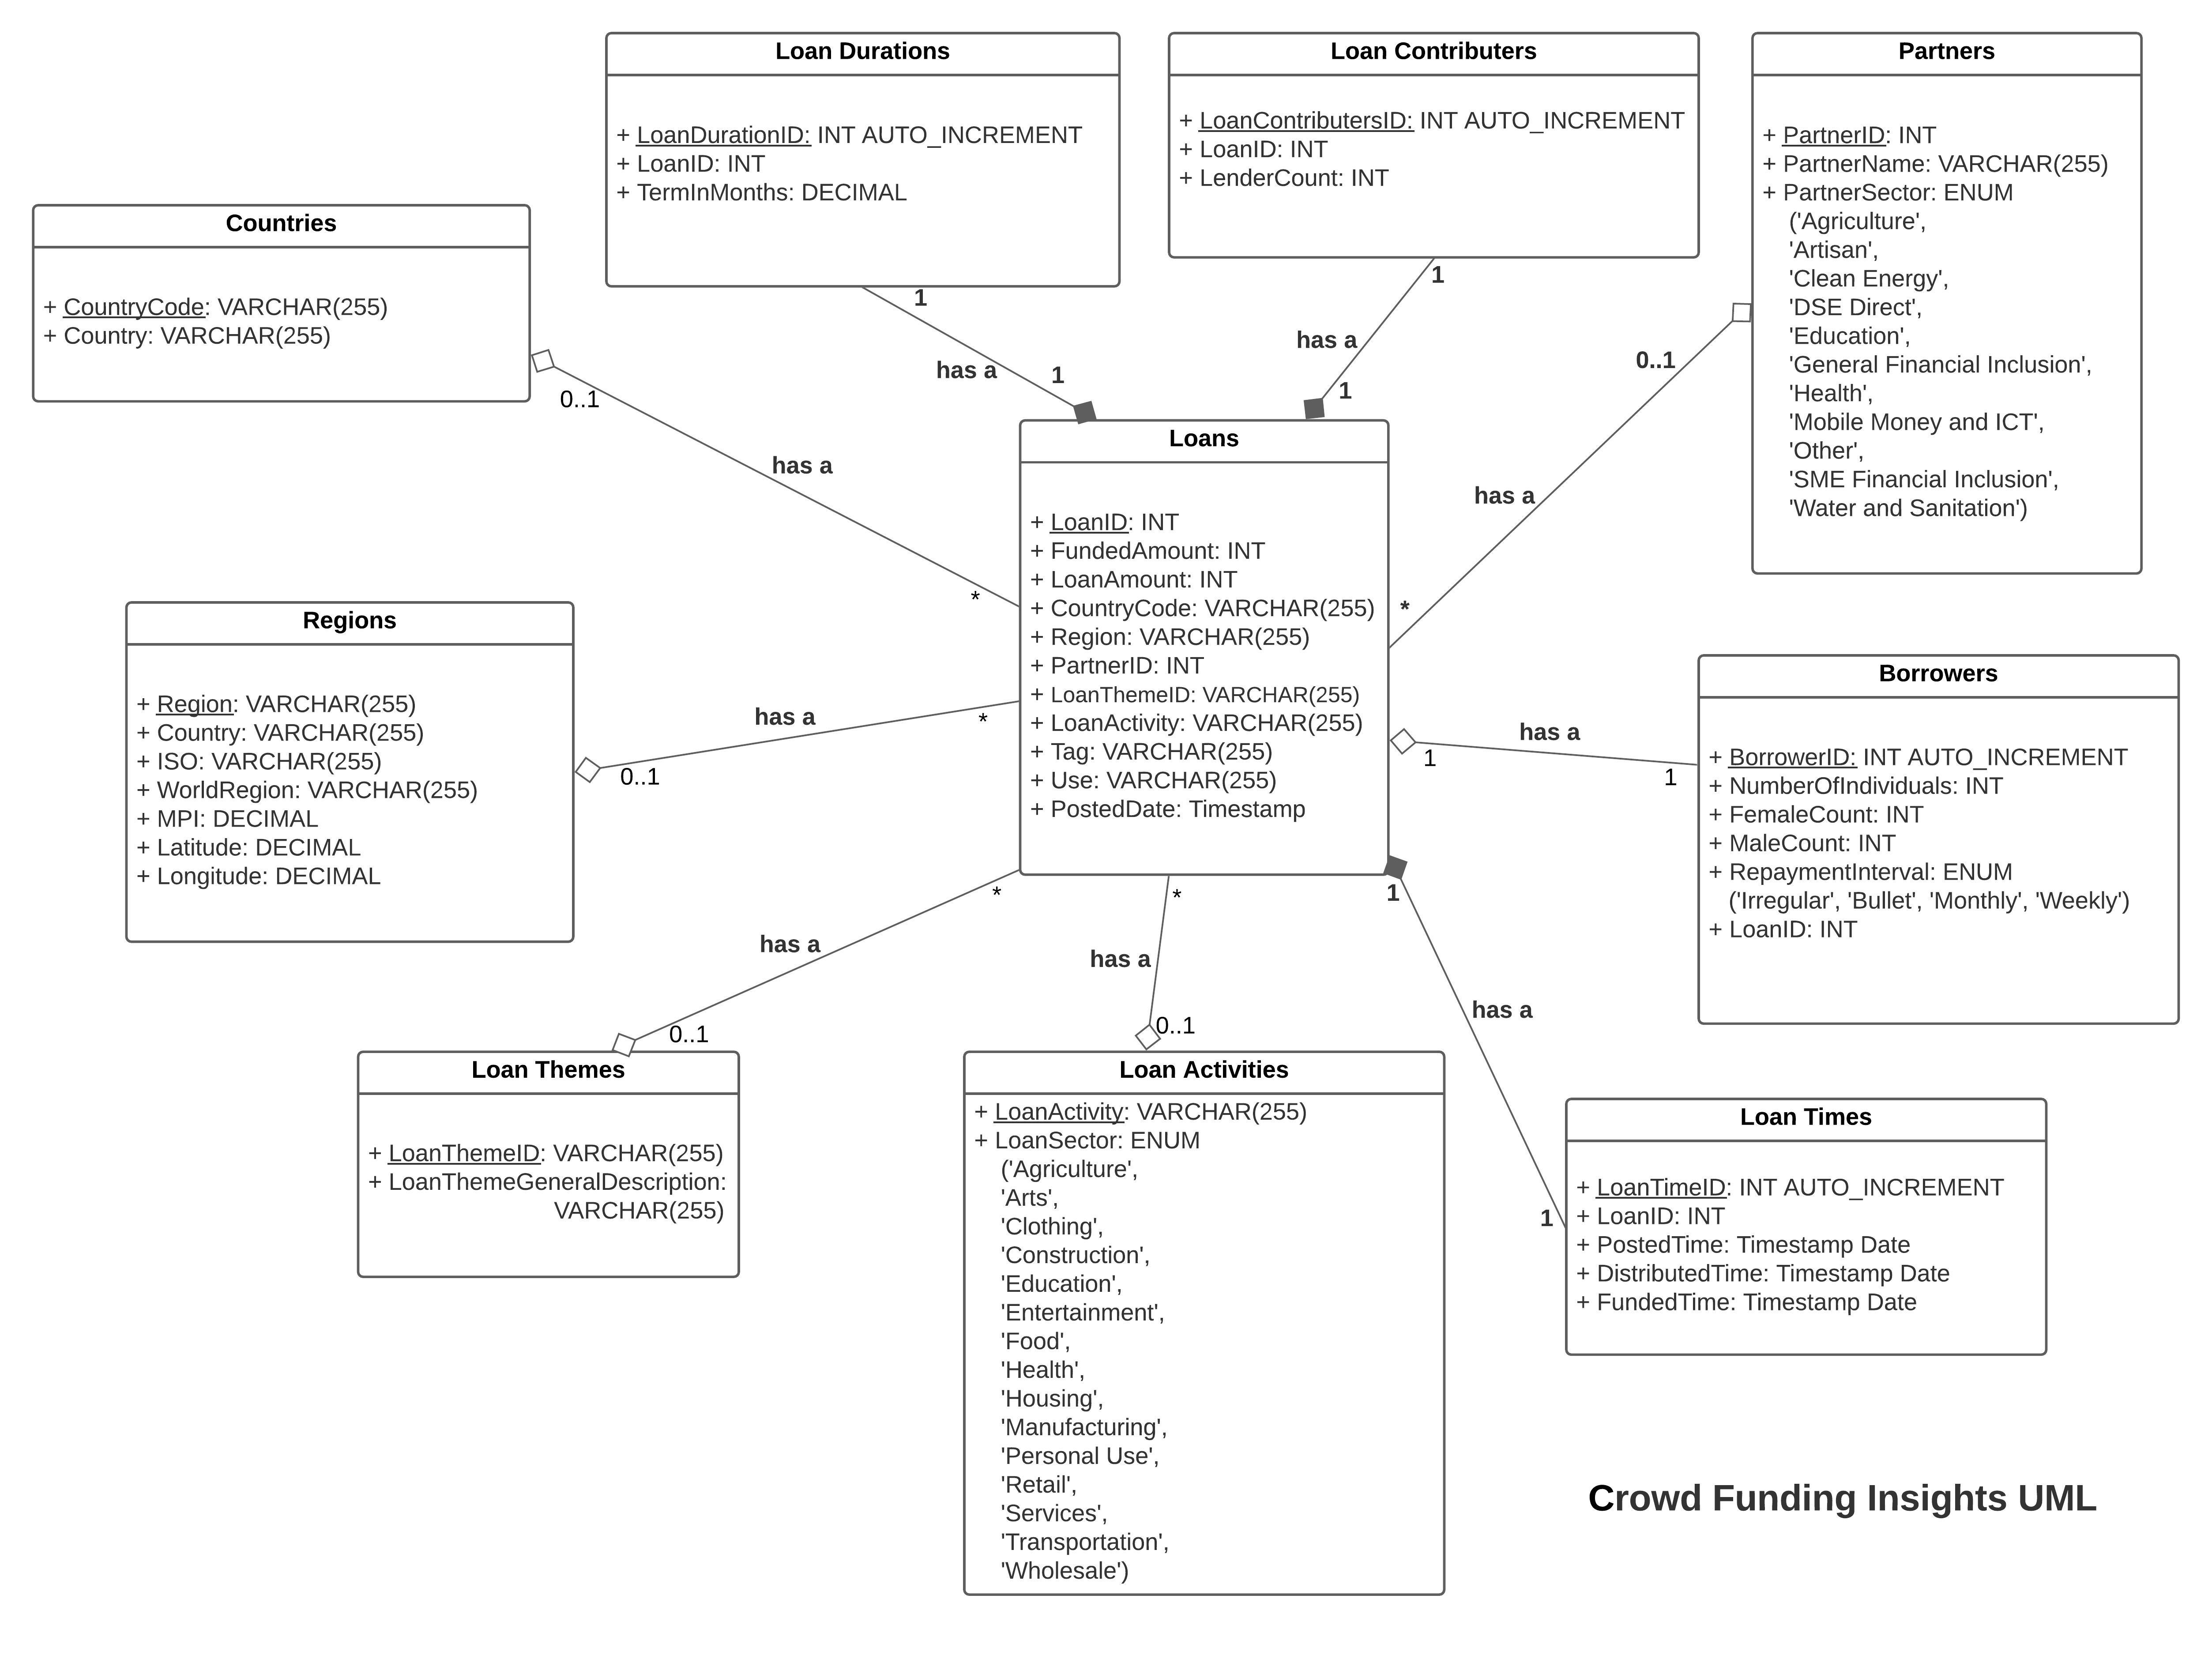 Loan Durations
+ LoanDurationID: INT AUTO_INCREMENT
+ LoanID: INT
+ TermInMonths: DECIMAL
Loan Contributers
+ LoanContributersID: INT AUTO_INCREMENT
+ LoanID: INT
+ LenderCount: INT
Partners
+ PartnerID: INT
+ PartnerName: VARCHAR(255)
+ PartnerSector: ENUM
('Agriculture',
'Artisan',
'Clean Energy',
'DSE Direct',
'Education',
'General Financial Inclusion',
'Health',
'Mobile Money and ICT',
'Other',
'SME Financial Inclusion',
'Water and Sanitation')
Countries
+ CountryCode: VARCHAR(255)
+ Country: VARCHAR(255)
1
has a
1
1
has a
1
0..1
has a
*
0..1
has a
*
Loans
+ LoanID: INT
+ FundedAmount: INT
+ LoanAmount: INT
+ CountryCode: VARCHAR(255)
+ Region: VARCHAR(255)
+ PartnerID: INT
+ LoanThemeID: VARCHAR(255)
+ LoanActivity: VARCHAR(255)
+ Tag: VARCHAR(255)
+ Use: VARCHAR(255)
+ PostedDate: Timestamp
Regions
+ Region: VARCHAR(255)
+ Country: VARCHAR(255)
+ ISO: VARCHAR(255)
+ WorldRegion: VARCHAR(255)
+ MPI: DECIMAL
+ Latitude: DECIMAL
+ Longitude: DECIMAL
has a
*
0..1
Borrowers
+ BorrowerID: INT AUTO_INCREMENT
+ NumberOfIndividuals: INT
+ FemaleCount: INT
+ MaleCount: INT
+ RepaymentInterval: ENUM
('Irregular', 'Bullet', 'Monthly', 'Weekly')
+ LoanID: INT
has a
1
1
*
has a
0..1
*
has a
0..1
1
has a
1
Loan Themes
+ LoanThemeID: VARCHAR(255)
+ LoanThemeGeneralDescription:
VARCHAR(255)
Loan Activities
+ LoanActivity: VARCHAR(255)
+ LoanSector: ENUM
('Agriculture',
'Arts',
'Clothing',
'Construction',
'Education',
'Entertainment',
'Food',
'Health',
'Housing',
'Manufacturing',
'Personal Use',
'Retail',
'Services',
'Transportation',
'Wholesale')
Loan Times
+ LoanTimeID: INT AUTO_INCREMENT
+ LoanID: INT
+ PostedTime: Timestamp Date
+ DistributedTime: Timestamp Date
+ FundedTime: Timestamp Date
Crowd Funding Insights UML